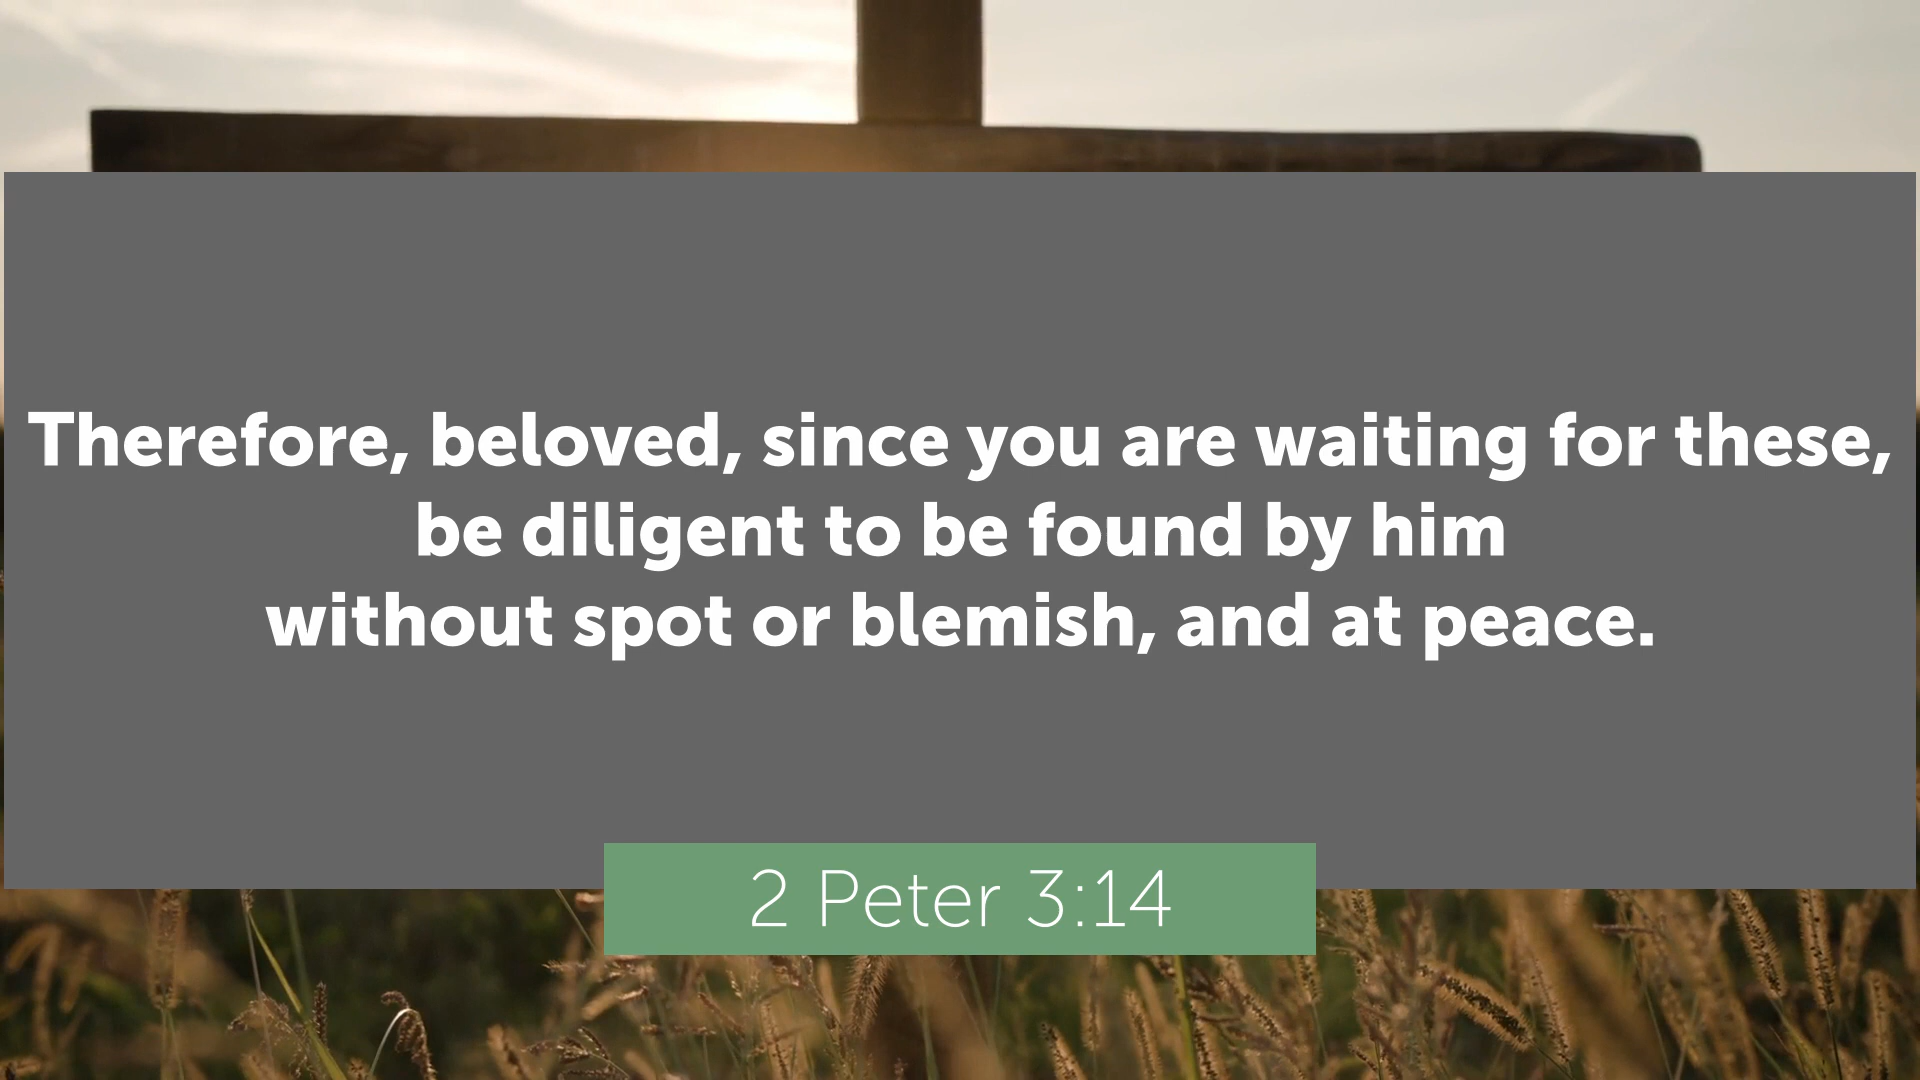 Therefore, beloved, since you are waiting for these,
be diligent to be found by him
without spot or blemish, and at peace.
2 Peter 3:14